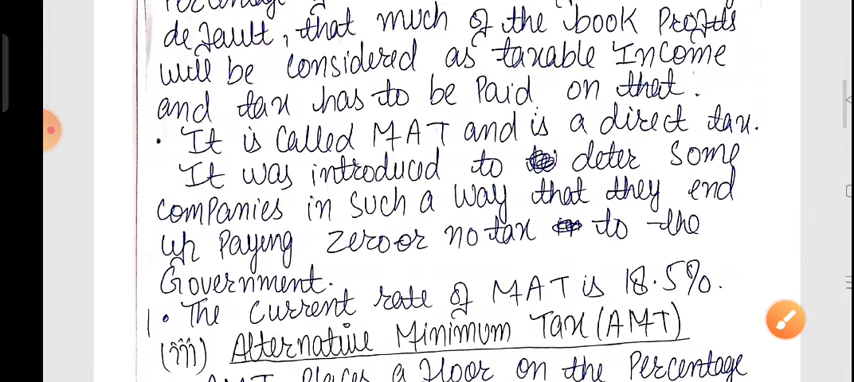 default, that much of the book Profits
will be considered as taxable Income
and tax has to be Paid on that.
• It is called MAT and is a direct tax.
It was introduced to deter some
companies in such a way that they end
up Paying Zero or no tax to the
Government.
• The current rate of MAT is 18.5%.
(iii) Alternative Minimum Tax (AMT)
AMT Places a floor on the Percentage